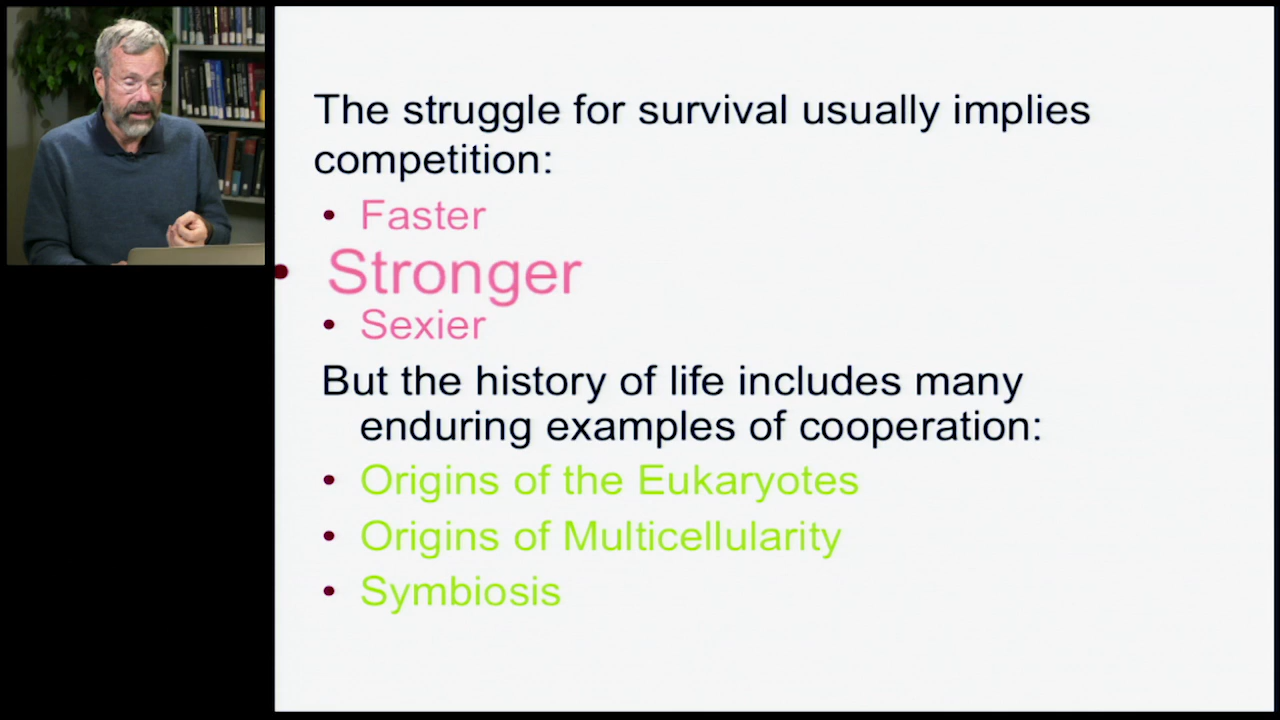 The struggle for survival usually implies
competition:
• Faster
• Stronger
• Sexier
But the history of life includes many
enduring examples of cooperation:
• Origins of the Eukaryotes
• Origins of Multicellularity
• Symbiosis